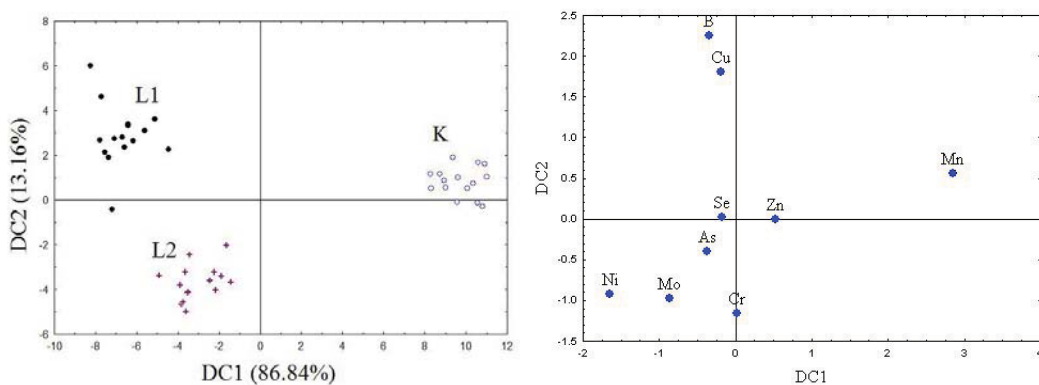 8
6
4
2
0
-2
-4
-6
-10 -8 -6 -4 -2 0 2 4 6 8 10 12
DC2 (13.16%)
DC1 (86.84%)
L1
K
L2
2.5
2.0
1.5
1.0
0.5
0.0
-0.5
-1.0
-1.5
-2 -1 0 1 2 3 4
DC2
DC1
B
Cu
Mn
Se
Zn
As
Ni
Mo
Cr